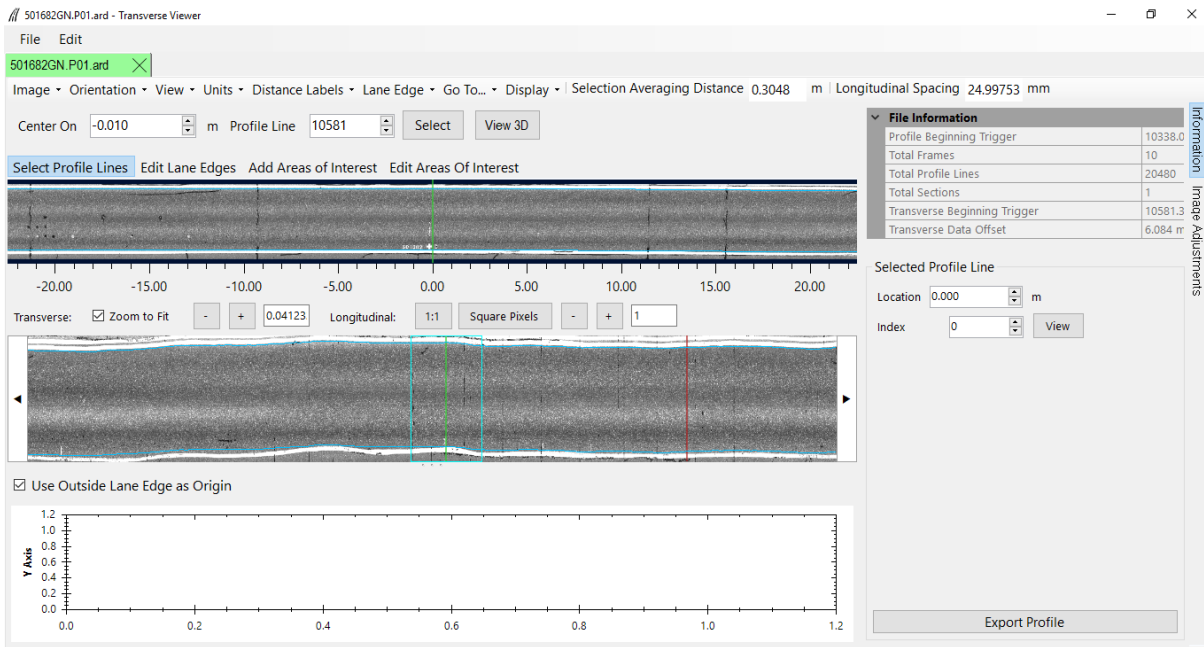 501682GN.P01.ard - Transverse Viewer
File Edit
501682GN.P01.ard
Image Orientation View Units Distance Labels Lane Edge Go To... Display Selection Averaging Distance 0.3048 m Longitudinal Spacing 24.99753 mm
Center On -0.010 m Profile Line 10581 Select View 3D
Select Profile Lines Edit Lane Edges Add Areas of Interest Edit Areas Of Interest
-20.00 -15.00 -10.00 -5.00 0.00 5.00 10.00 15.00 20.00
Transverse: Zoom to Fit - + 0.04123 Longitudinal: 1:1 Square Pixels - + 1
Use Outside Lane Edge as Origin
Y Axis
1.2
1.0
0.8
0.6
0.4
0.2
0.0
0.0 0.2 0.4 0.6 0.8 1.0 1.2
File Information
Profile Beginning Trigger 10338.0
Total Frames 10
Total Profile Lines 20480
Total Sections 1
Transverse Beginning Trigger 10581.3
Transverse Data Offset 6.084 m
Selected Profile Line
Location 0.000 m
Index 0 View
Export Profile
Information
Image Adjustments